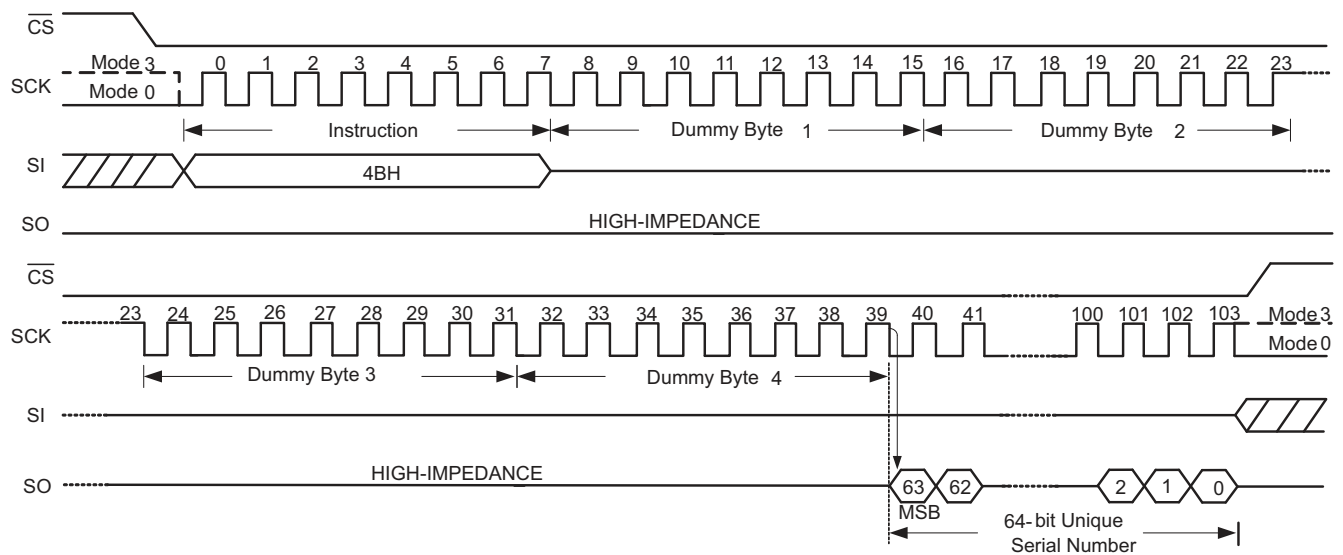 CS
Mode 3
Mode 0
SCK
0 1 2 3 4 5 6 7 8 9 10 11 12 13 14 15 16 17 18 19 20 21 22 23
Instruction
Dummy Byte 1
Dummy Byte 2
SI
4BH
SO
HIGH-IMPEDANCE
CS
23 24 25 26 27 28 29 30 31 32 33 34 35 36 37 38 39 40 41 100 101 102 103
Mode 3
Mode 0
SCK
Dummy Byte 3
Dummy Byte 4
SI
SO
HIGH-IMPEDANCE
63 62 2 1 0
MSB
64-bit Unique
Serial Number